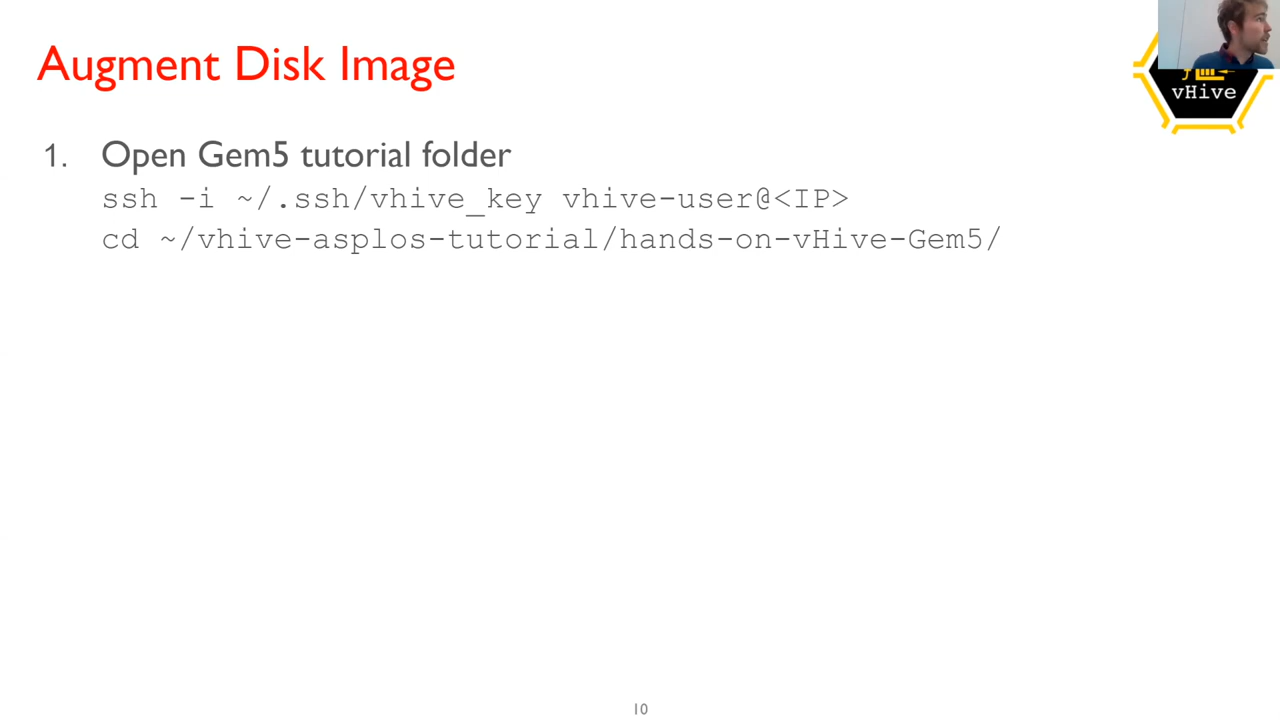 Augment Disk Image
vHive
1. Open Gem5 tutorial folder
ssh -i ~/.ssh/vhive_key vhive-user@<IP>
cd ~/vhive-asplos-tutorial/hands-on-vHive-Gem5/
10